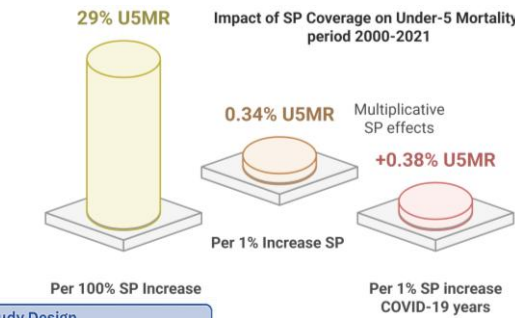 29% U5MR
Impact of SP Coverage on Under-5 Mortality
period 2000-2021
0.34% U5MR
Multiplicative
SP effects
+0.38% U5MR
Per 1% Increase SP
Per 100% SP Increase
Per 1% SP increase
COVID-19 years
Design